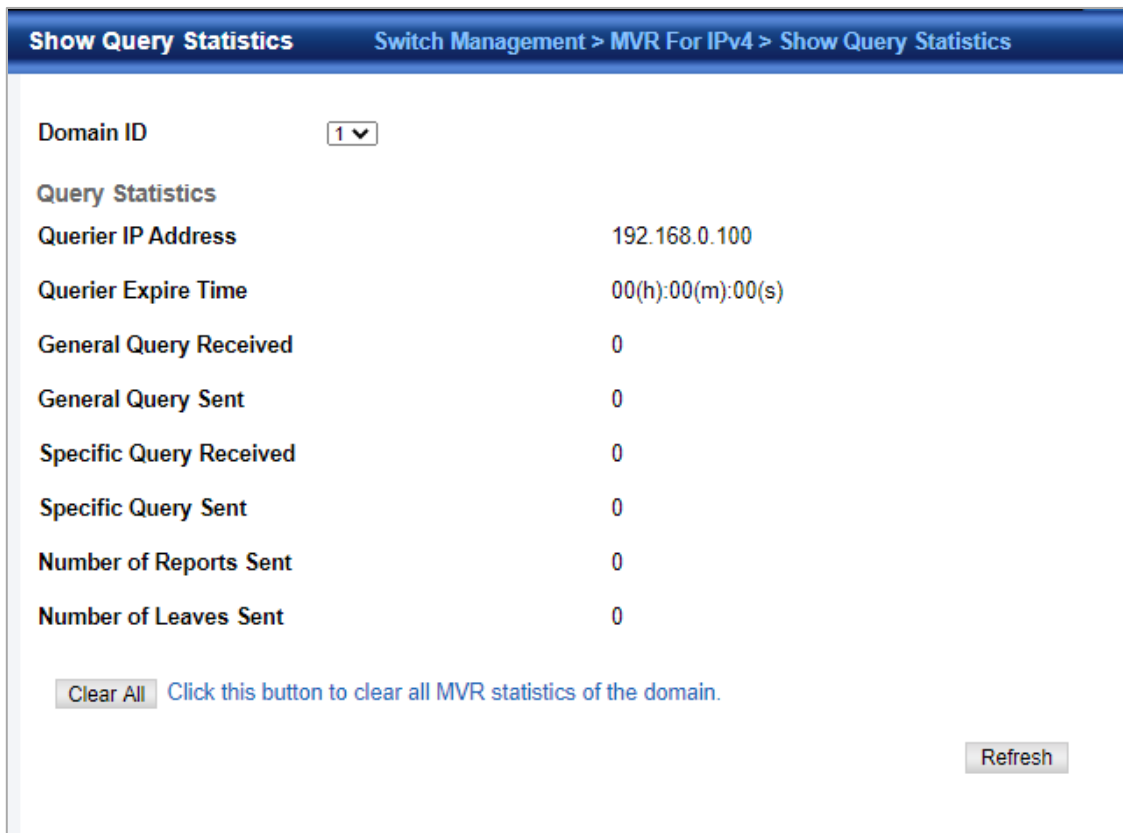 Show Query Statistics Switch Management > MVR For IPv4 > Show Query Statistics
Domain ID 1
Query Statistics
Querier IP Address 192.168.0.100
Querier Expire Time 00(h):00(m):00(s)
General Query Received 0
General Query Sent 0
Specific Query Received 0
Specific Query Sent 0
Number of Reports Sent 0
Number of Leaves Sent 0
Clear All Click this button to clear all MVR statistics of the domain.
Refresh